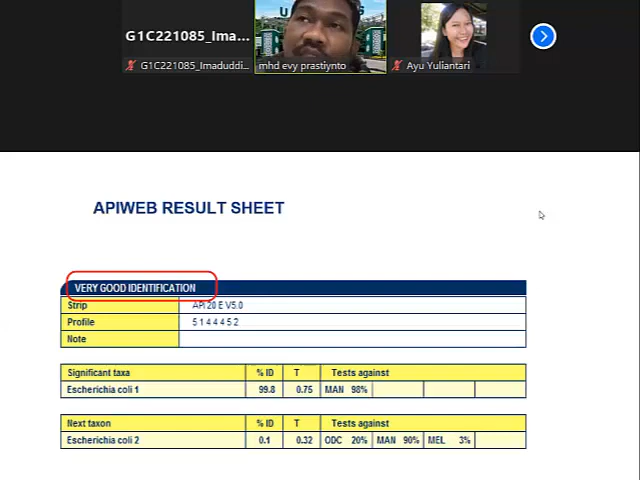 G1C221085_Ima...
G1C221085_Imaduddi...
mhd evy prastiynto
Ayu Yuliantari
APIWEB RESULT SHEET
VERY GOOD IDENTIFICATION
Strip API 20 E V5.0
Profile 5 1 4 4 4 5 2
Note
Significant taxa % ID T Tests against
Escherichia coli 1 99.8 0.75 MAN 98%
Next taxon % ID T Tests against
Escherichia coli 2 0.1 0.32 ODC 20% MAN 90% MEL 3%